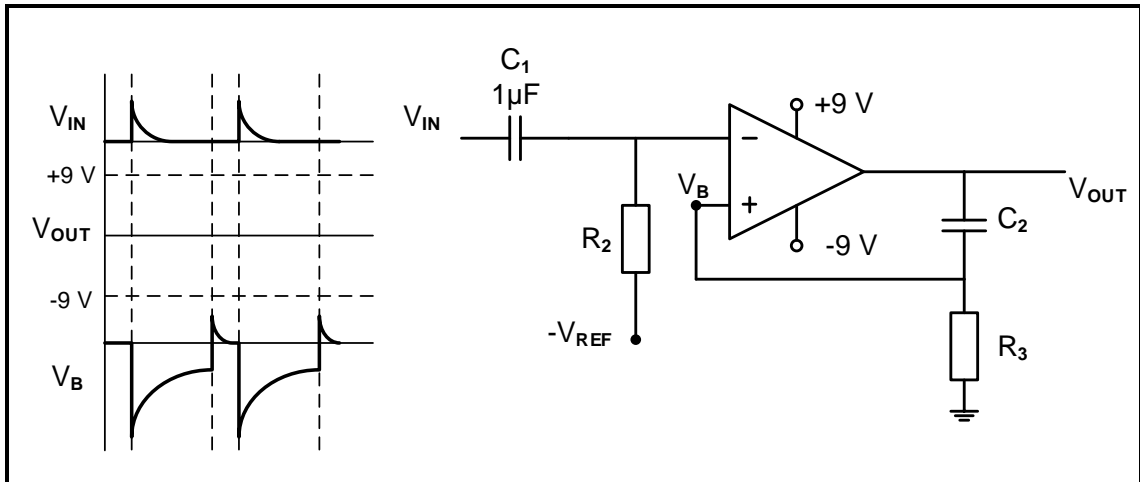 V_IN
+9 V
V_OUT
-9 V
V_B
C_1
1µF
V_IN
R_2
-V_REF
V_B
−
+
+9 V
-9 V
V_OUT
C_2
R_3